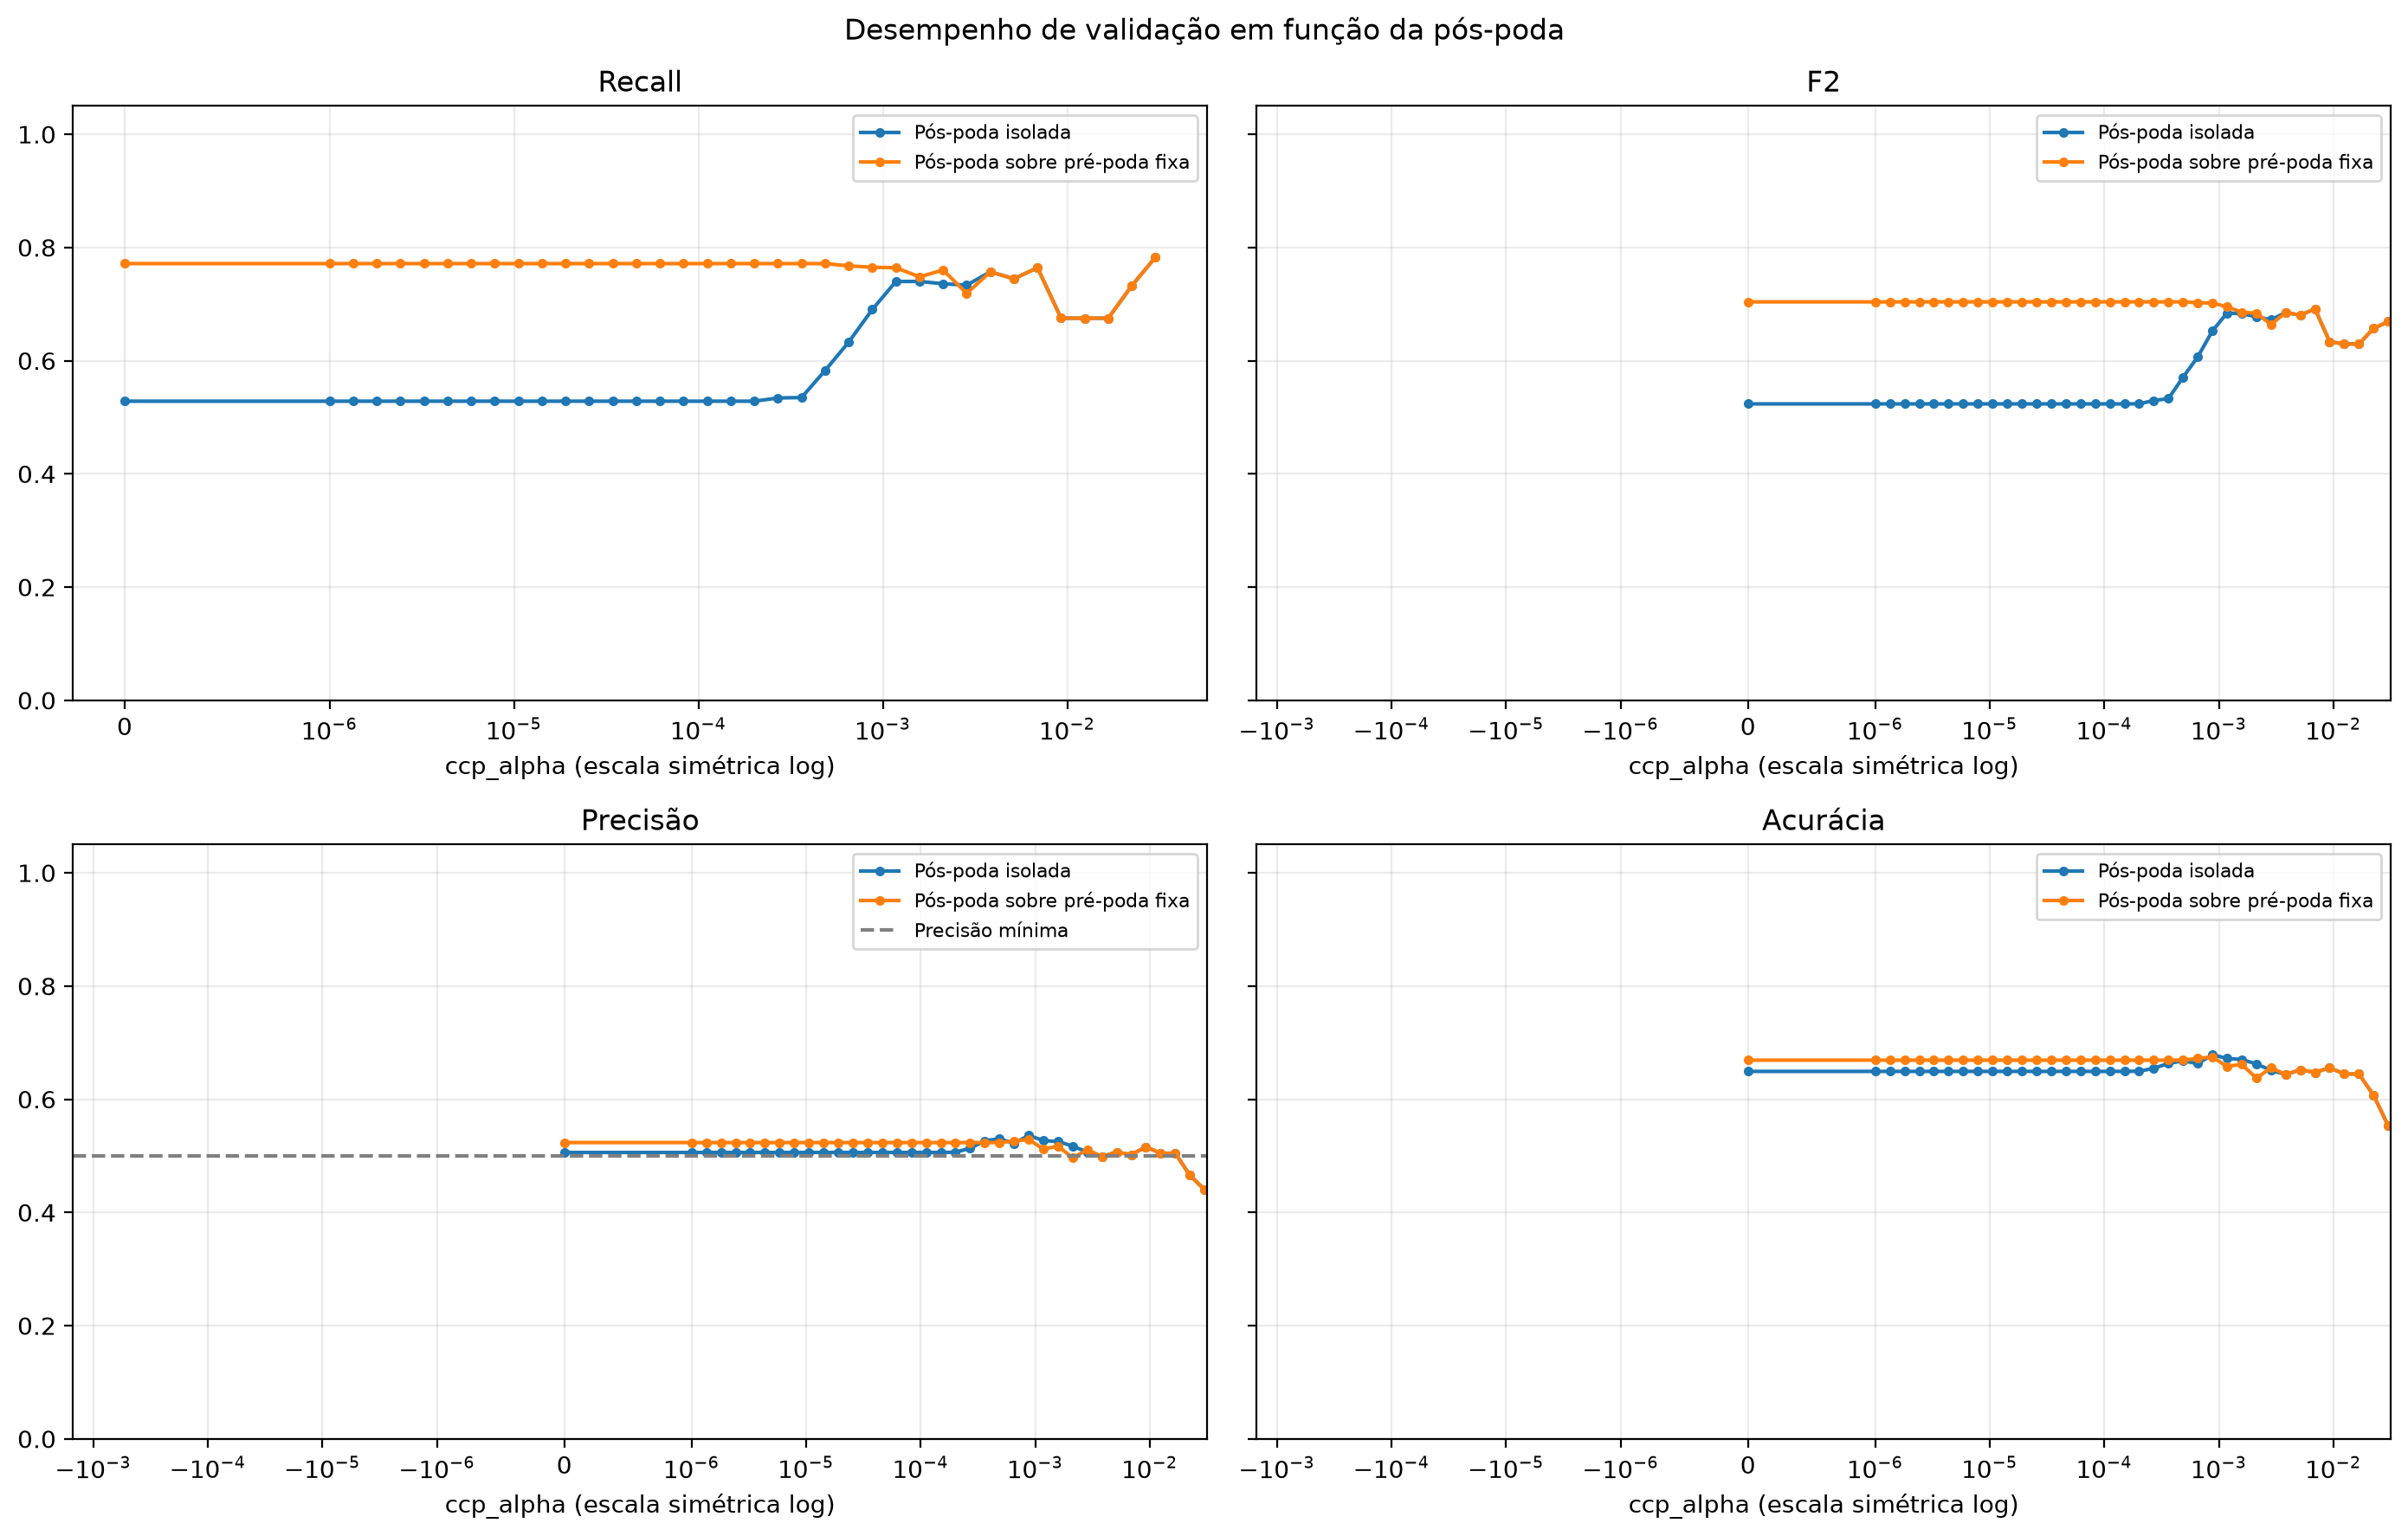 Desempenho de validação em função da pós-poda
Recall
1.0
0.8
0.6
0.4
0.2
0.0
Pós-poda isolada
Pós-poda sobre pré-poda fixa
0 10⁻⁶ 10⁻⁵ 10⁻⁴ 10⁻³ 10⁻²
ccp_alpha (escala simétrica log)
F2
Pós-poda isolada
Pós-poda sobre pré-poda fixa
−10⁻³ −10⁻⁴ −10⁻⁵ −10⁻⁶ 0 10⁻⁶ 10⁻⁵ 10⁻⁴ 10⁻³ 10⁻²
ccp_alpha (escala simétrica log)
Precisão
1.0
0.8
0.6
0.4
0.2
0.0
Pós-poda isolada
Pós-poda sobre pré-poda fixa
Precisão mínima
−10⁻³ −10⁻⁴ −10⁻⁵ −10⁻⁶ 0 10⁻⁶ 10⁻⁵ 10⁻⁴ 10⁻³ 10⁻²
ccp_alpha (escala simétrica log)
Acurácia
Pós-poda isolada
Pós-poda sobre pré-poda fixa
−10⁻³ −10⁻⁴ −10⁻⁵ −10⁻⁶ 0 10⁻⁶ 10⁻⁵ 10⁻⁴ 10⁻³ 10⁻²
ccp_alpha (escala simétrica log)